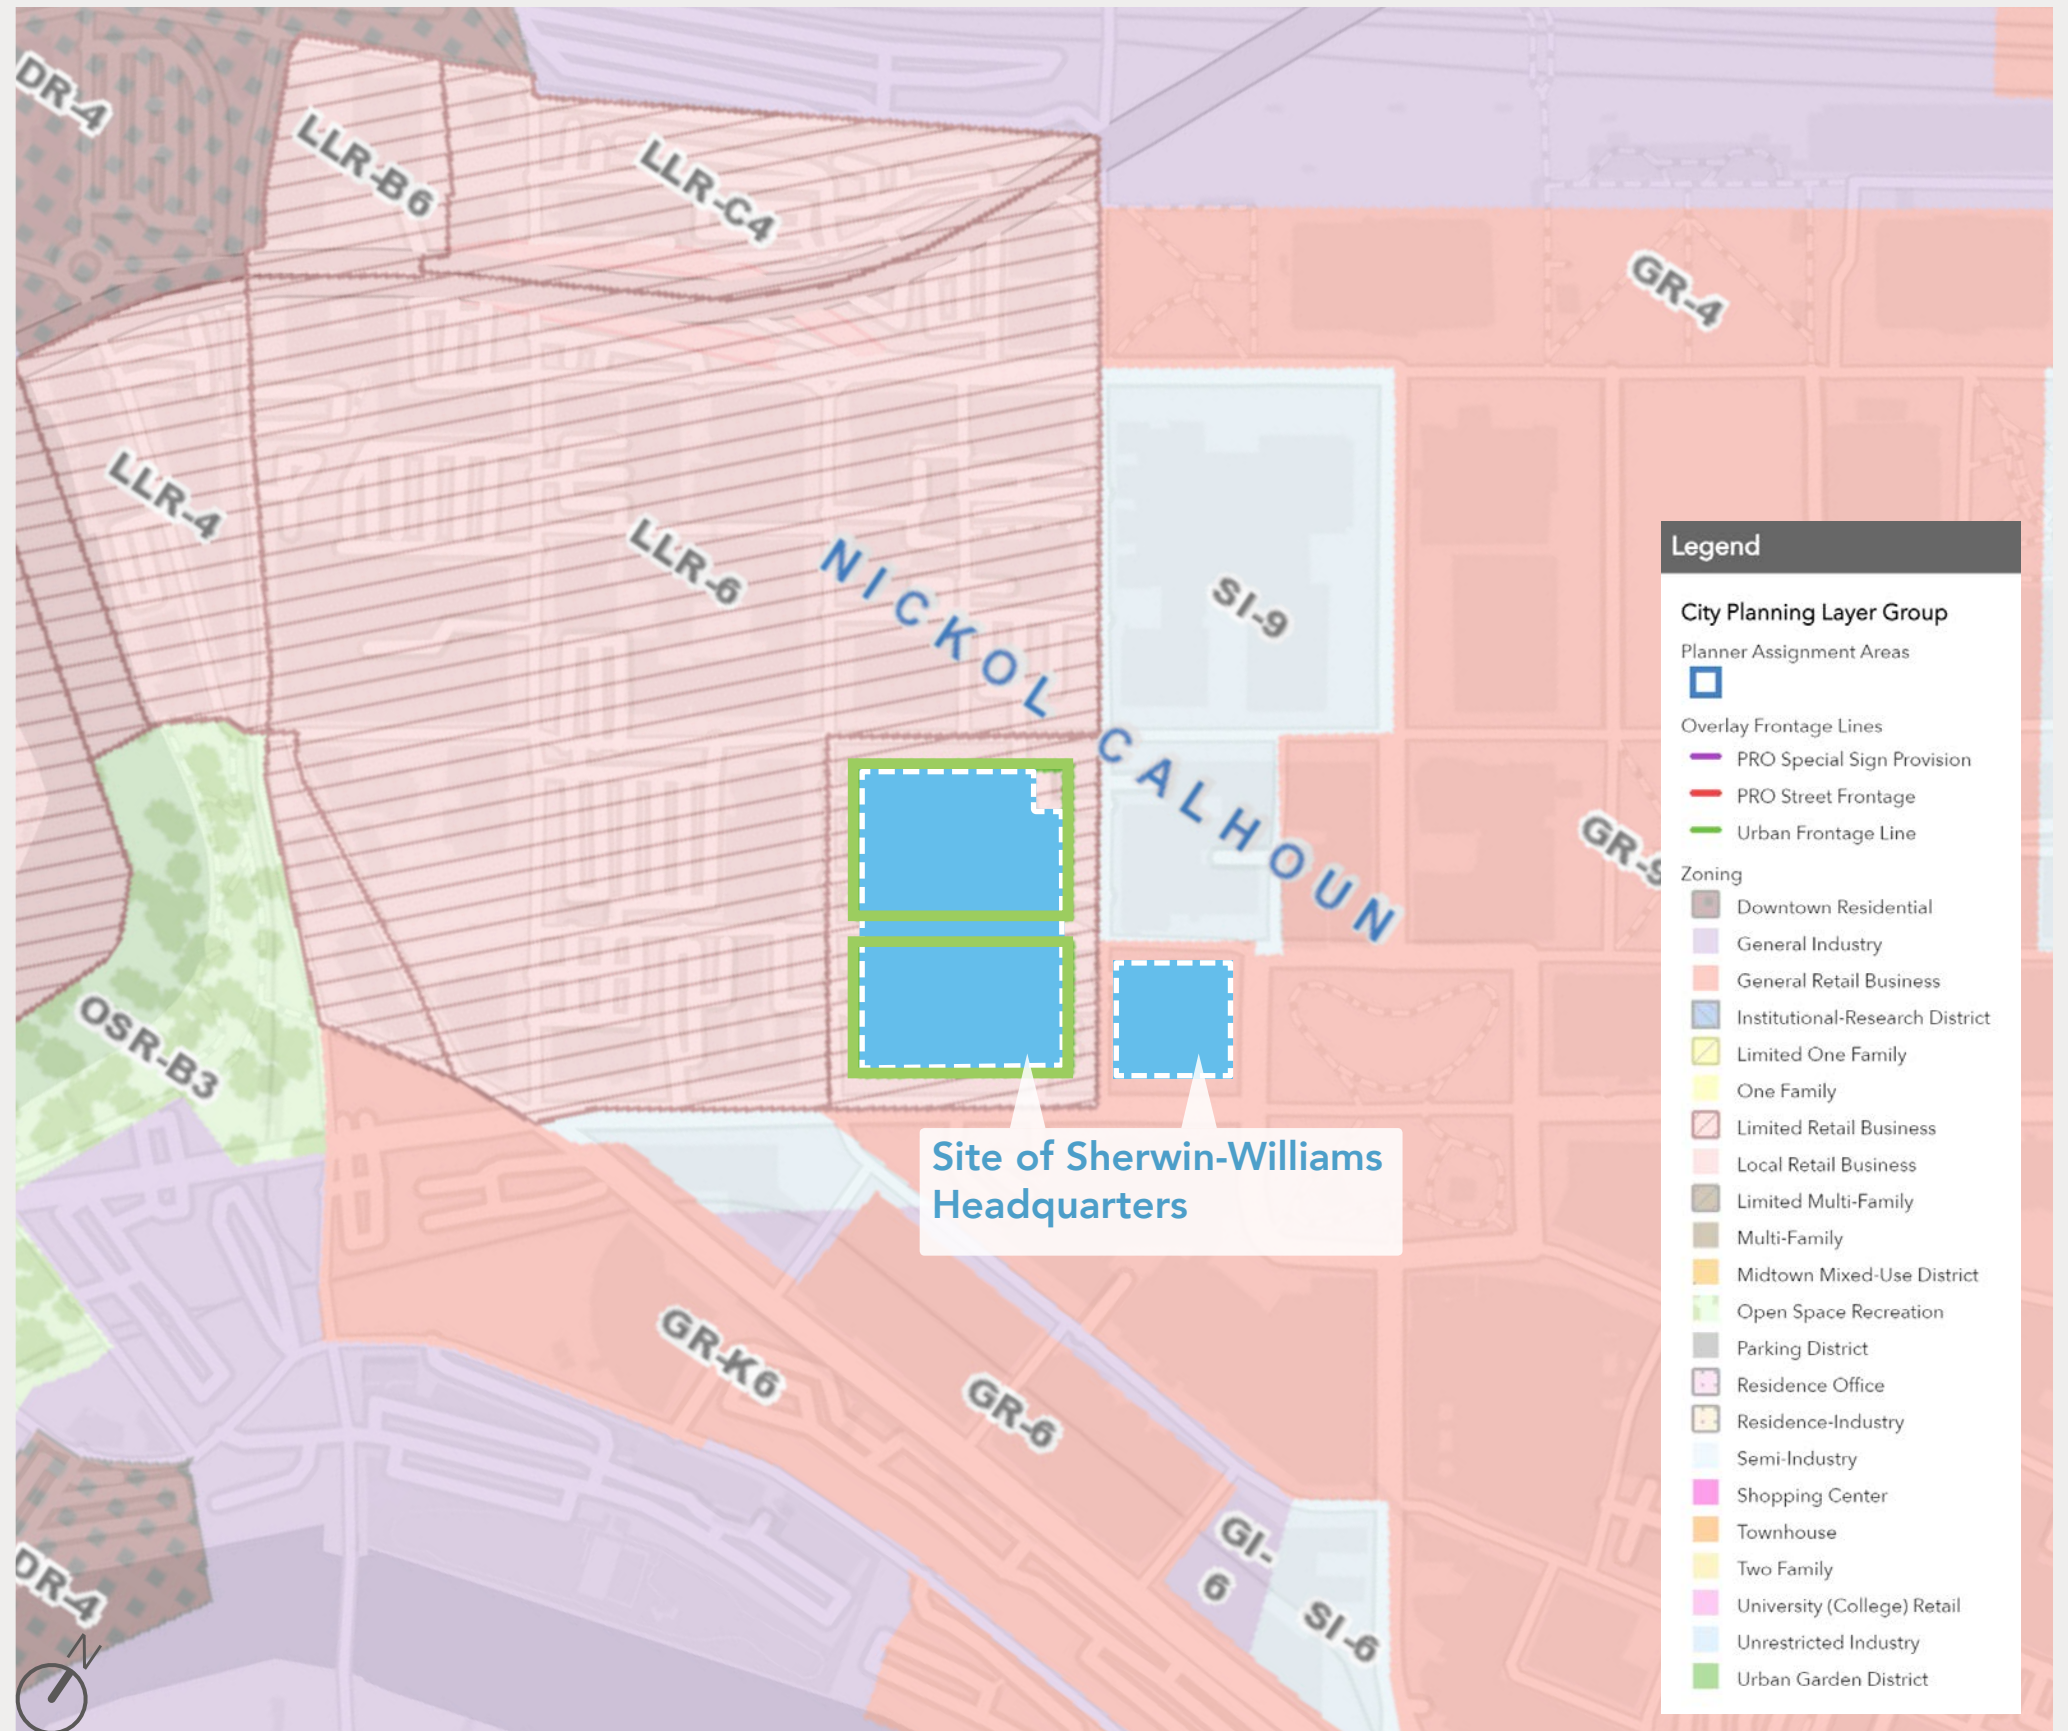 DR-4
LLR-B6
LLR-C4
GR-4
LLR-4
LLR-6
NICKOL
SI-9
CALHOUN
GR-9
OSR-B3
Site of Sherwin-Williams
Headquarters
GR-K6
GR-6
GI-
6
SI-6
DR-4
N
Legend
City Planning Layer Group
Planner Assignment Areas
Overlay Frontage Lines
PRO Special Sign Provision
PRO Street Frontage
Urban Frontage Line
Zoning
Downtown Residential
General Industry
General Retail Business
Institutional-Research District
Limited One Family
One Family
Limited Retail Business
Local Retail Business
Limited Multi-Family
Multi-Family
Midtown Mixed-Use District
Open Space Recreation
Parking District
Residence Office
Residence-Industry
Semi-Industry
Shopping Center
Townhouse
Two Family
University (College) Retail
Unrestricted Industry
Urban Garden District